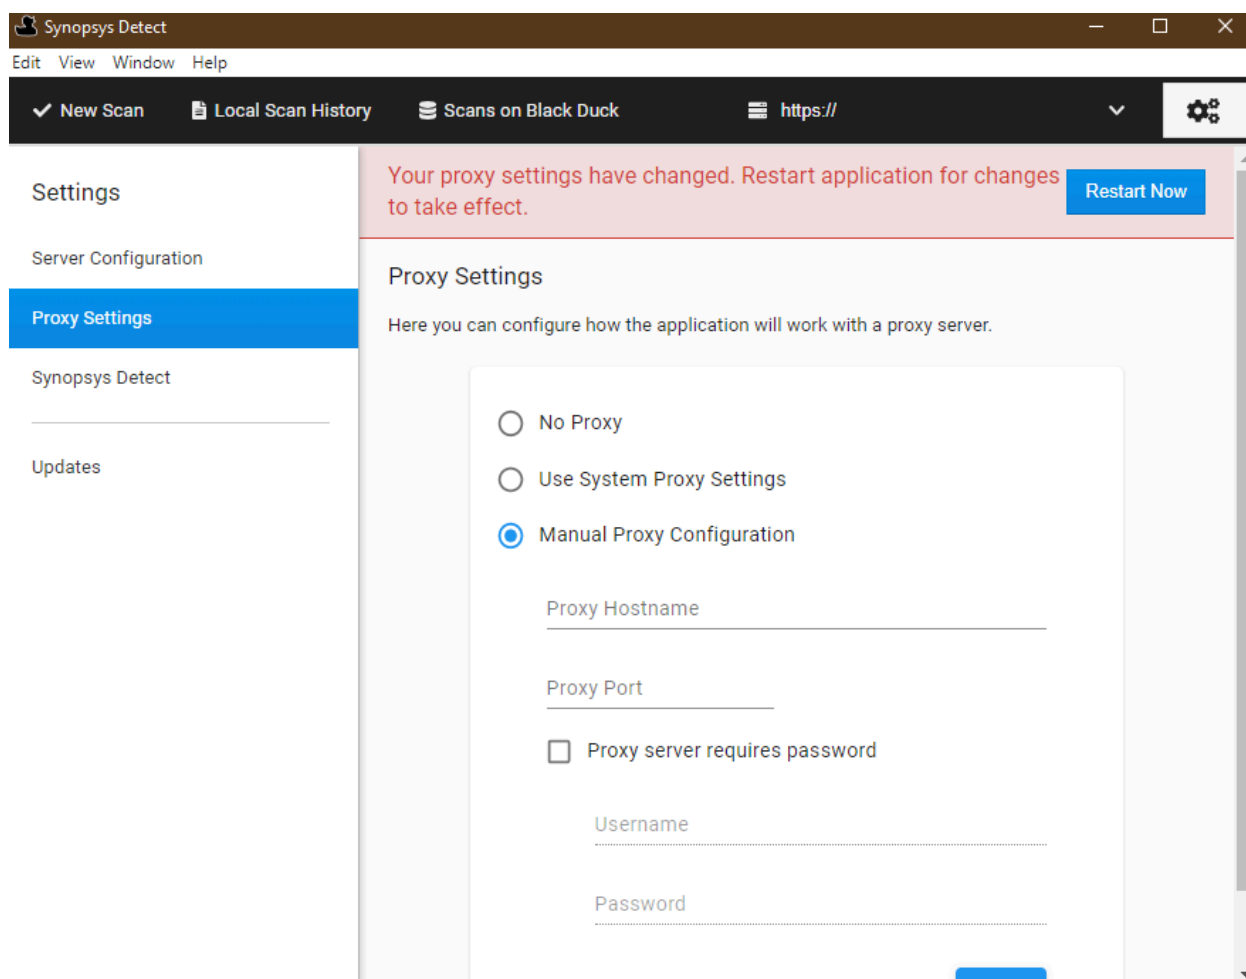 Synopsys Detect
Edit View Window Help
New Scan Local Scan History Scans on Black Duck https://
Settings
Server Configuration
Proxy Settings
Synopsys Detect
Updates
Your proxy settings have changed. Restart application for changes
to take effect.
Restart Now
Proxy Settings
Here you can configure how the application will work with a proxy server.
No Proxy
Use System Proxy Settings
Manual Proxy Configuration
Proxy Hostname
Proxy Port
Proxy server requires password
Username
Password